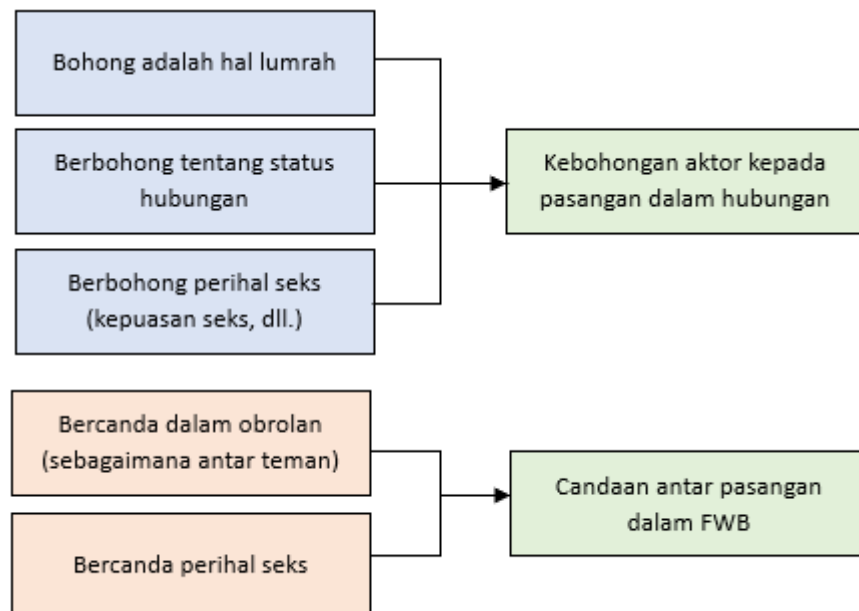 Bohong adalah hal lumrah
Berbohong tentang status
hubungan
Berbohong perihal seks
(kepuasan seks, dll.)
Kebohongan aktor kepada
pasangan dalam hubungan
Bercanda dalam obrolan
(sebagaimana antar teman)
Bercanda perihal seks
Candaan antar pasangan
dalam FWB